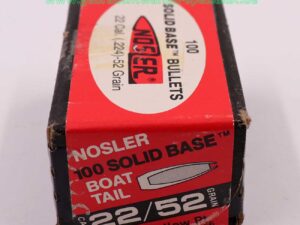 100
SOLID BASE™ BULLETS
NOSLER
22 Cal (.224)-52 Grain
NOSLER
100 SOLID BASE™
BOAT
TAIL
22/52
GRAIN